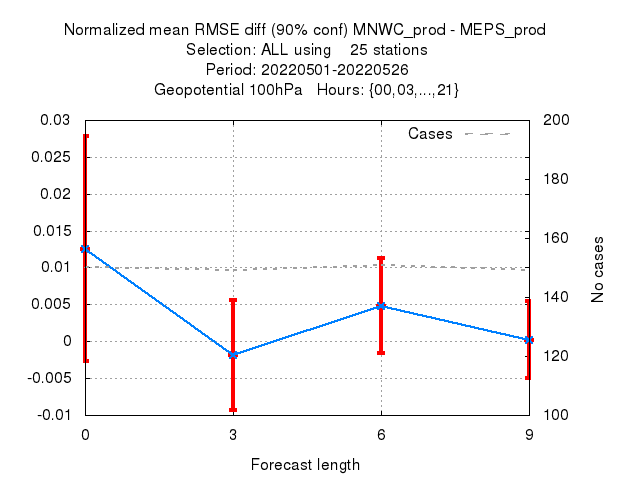 Normalized mean RMSE diff (90% conf) MNWC_prod - MEPS_prod
Selection: ALL using    25 stations
Period: 20220501-20220526
Geopotential 100hPa   Hours: {00,03,...,21}
0.03
0.025
0.02
0.015
0.01
0.005
0
-0.005
-0.01
Cases
200
180
160
140
120
100
No cases
0 3 6 9
Forecast length